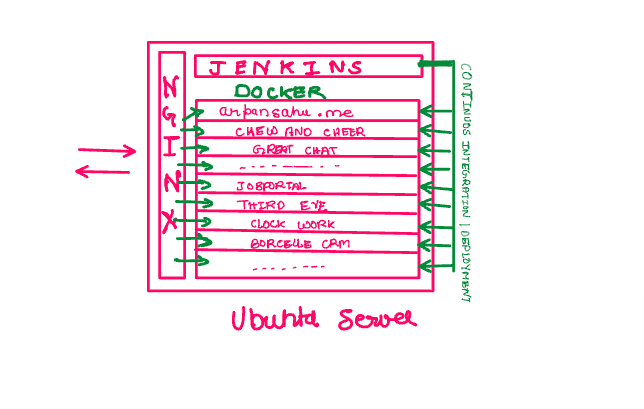 JENKINS
DOCKER
NGINX
arpansahu.me
CHEW AND CHEER
GREAT CHAT
JOBPORTAL
THIRD EYE
CLOCK WORK
BORCELLE CRM
CONTINUOS INTEGRATION | DEPLOYMENT
Ubuntu Server